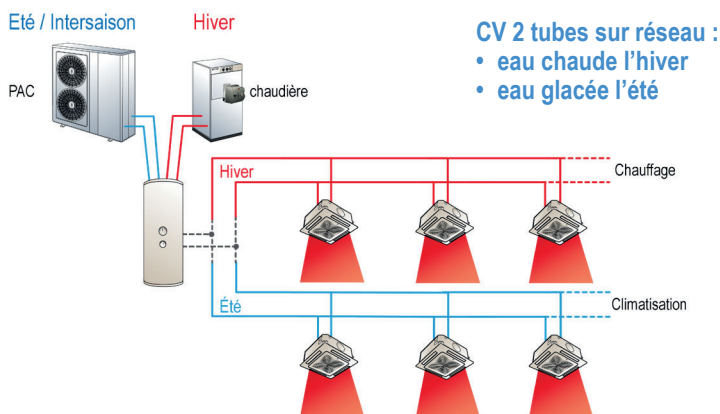 Eté / Intersaison
Hiver
CV 2 tubes sur réseau :
• eau chaude l’hiver
• eau glacée l’été
PAC
chaudière
Hiver
Chauffage
Été
Climatisation